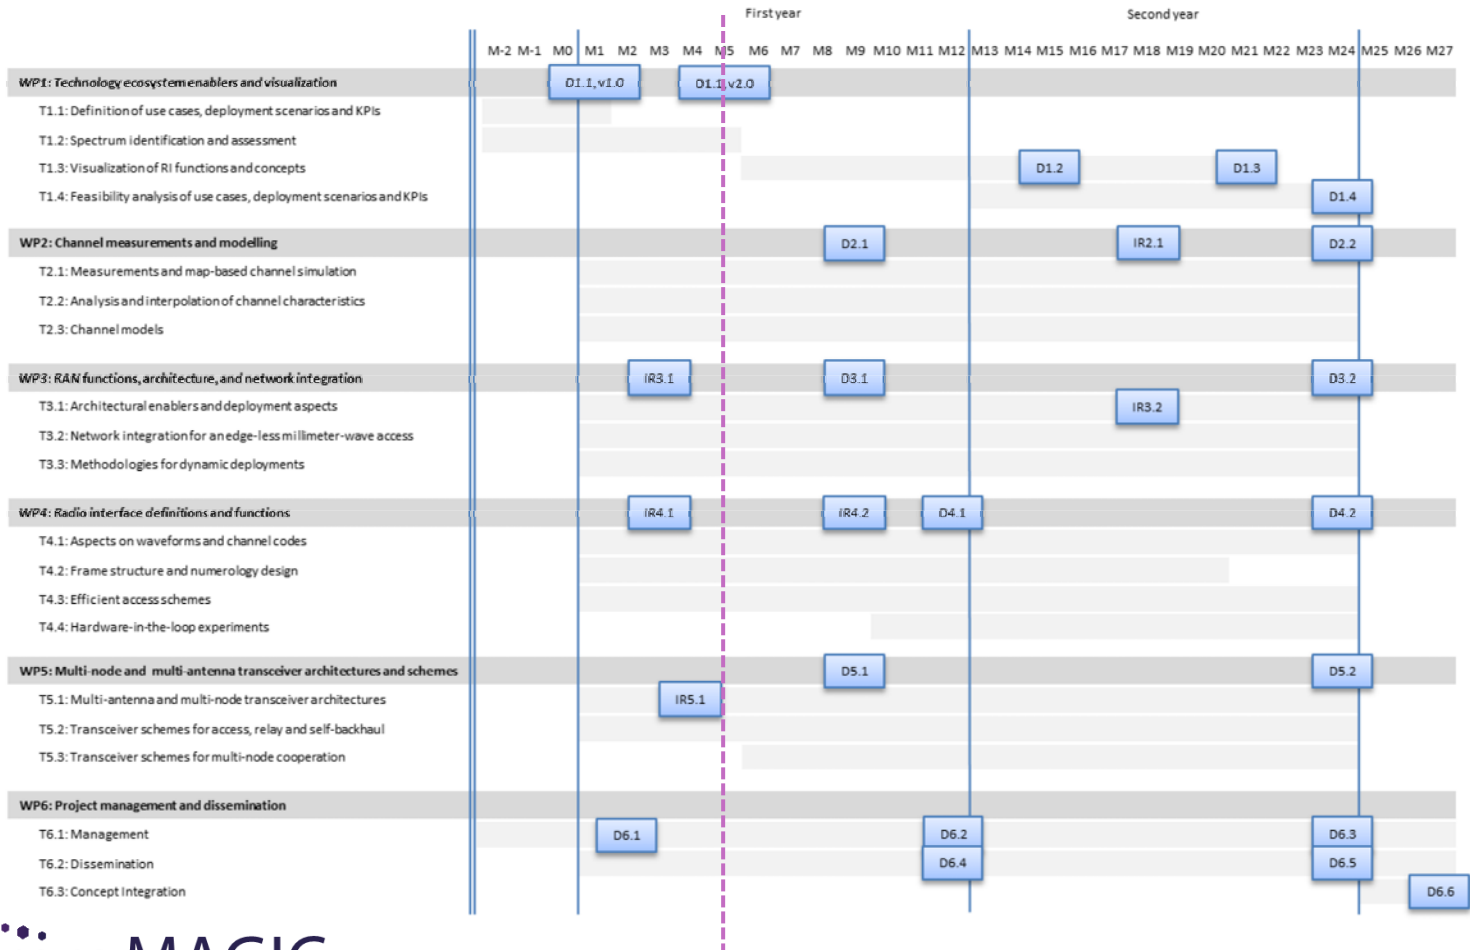 First year Second year
M-2 M-1 M0 M1 M2 M3 M4 M5 M6 M7 M8 M9 M10 M11 M12 M13 M14 M15 M16 M17 M18 M19 M20 M21 M22 M23 M24 M25 M26 M27
WP1: Technology ecosystem enablers and visualization D1.1, v1.0 D1.1, v2.0
T1.1: Definition of use cases, deployment scenarios and KPIs
T1.2: Spectrum identification and assessment
T1.3: Visualization of RI functions and concepts D1.2 D1.3
T1.4: Feasibility analysis of use cases, deployment scenarios and KPIs D1.4
WP2: Channel measurements and modelling D2.1 IR2.1 D2.2
T2.1: Measurements and map-based channel simulation
T2.2: Analysis and interpolation of channel characteristics
T2.3: Channel models
WP3: RAN functions, architecture, and network integration IR3.1 D3.1 D3.2
T3.1: Architectural enablers and deployment aspects IR3.2
T3.2: Network integration for an edge-less millimeter-wave access
T3.3: Methodologies for dynamic deployments
WP4: Radio interface definitions and functions IR4.1 IR4.2 D4.1 D4.2
T4.1: Aspects on waveforms and channel codes
T4.2: Frame structure and numerology design
T4.3: Efficient access schemes
T4.4: Hardware-in-the-loop experiments
WP5: Multi-node and multi-antenna transceiver architectures and schemes D5.1 D5.2
T5.1: Multi-antenna and multi-node transceiver architectures IR5.1
T5.2: Transceiver schemes for access, relay and self-backhaul
T5.3: Transceiver schemes for multi-node cooperation
WP6: Project management and dissemination
T6.1: Management D6.1 D6.2 D6.3
T6.2: Dissemination D6.4 D6.5
T6.3: Concept Integration D6.6
MAGIC